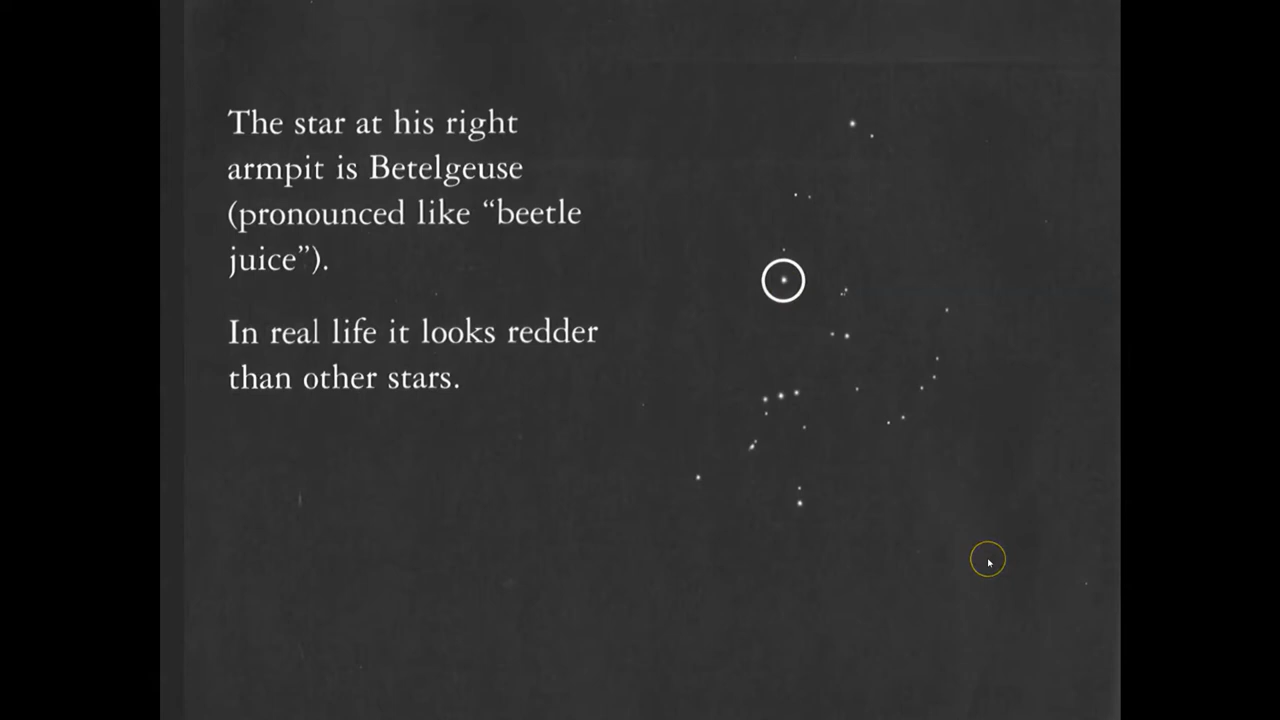 The star at his right
armpit is Betelgeuse
(pronounced like “beetle
juice”).
In real life it looks redder
than other stars.